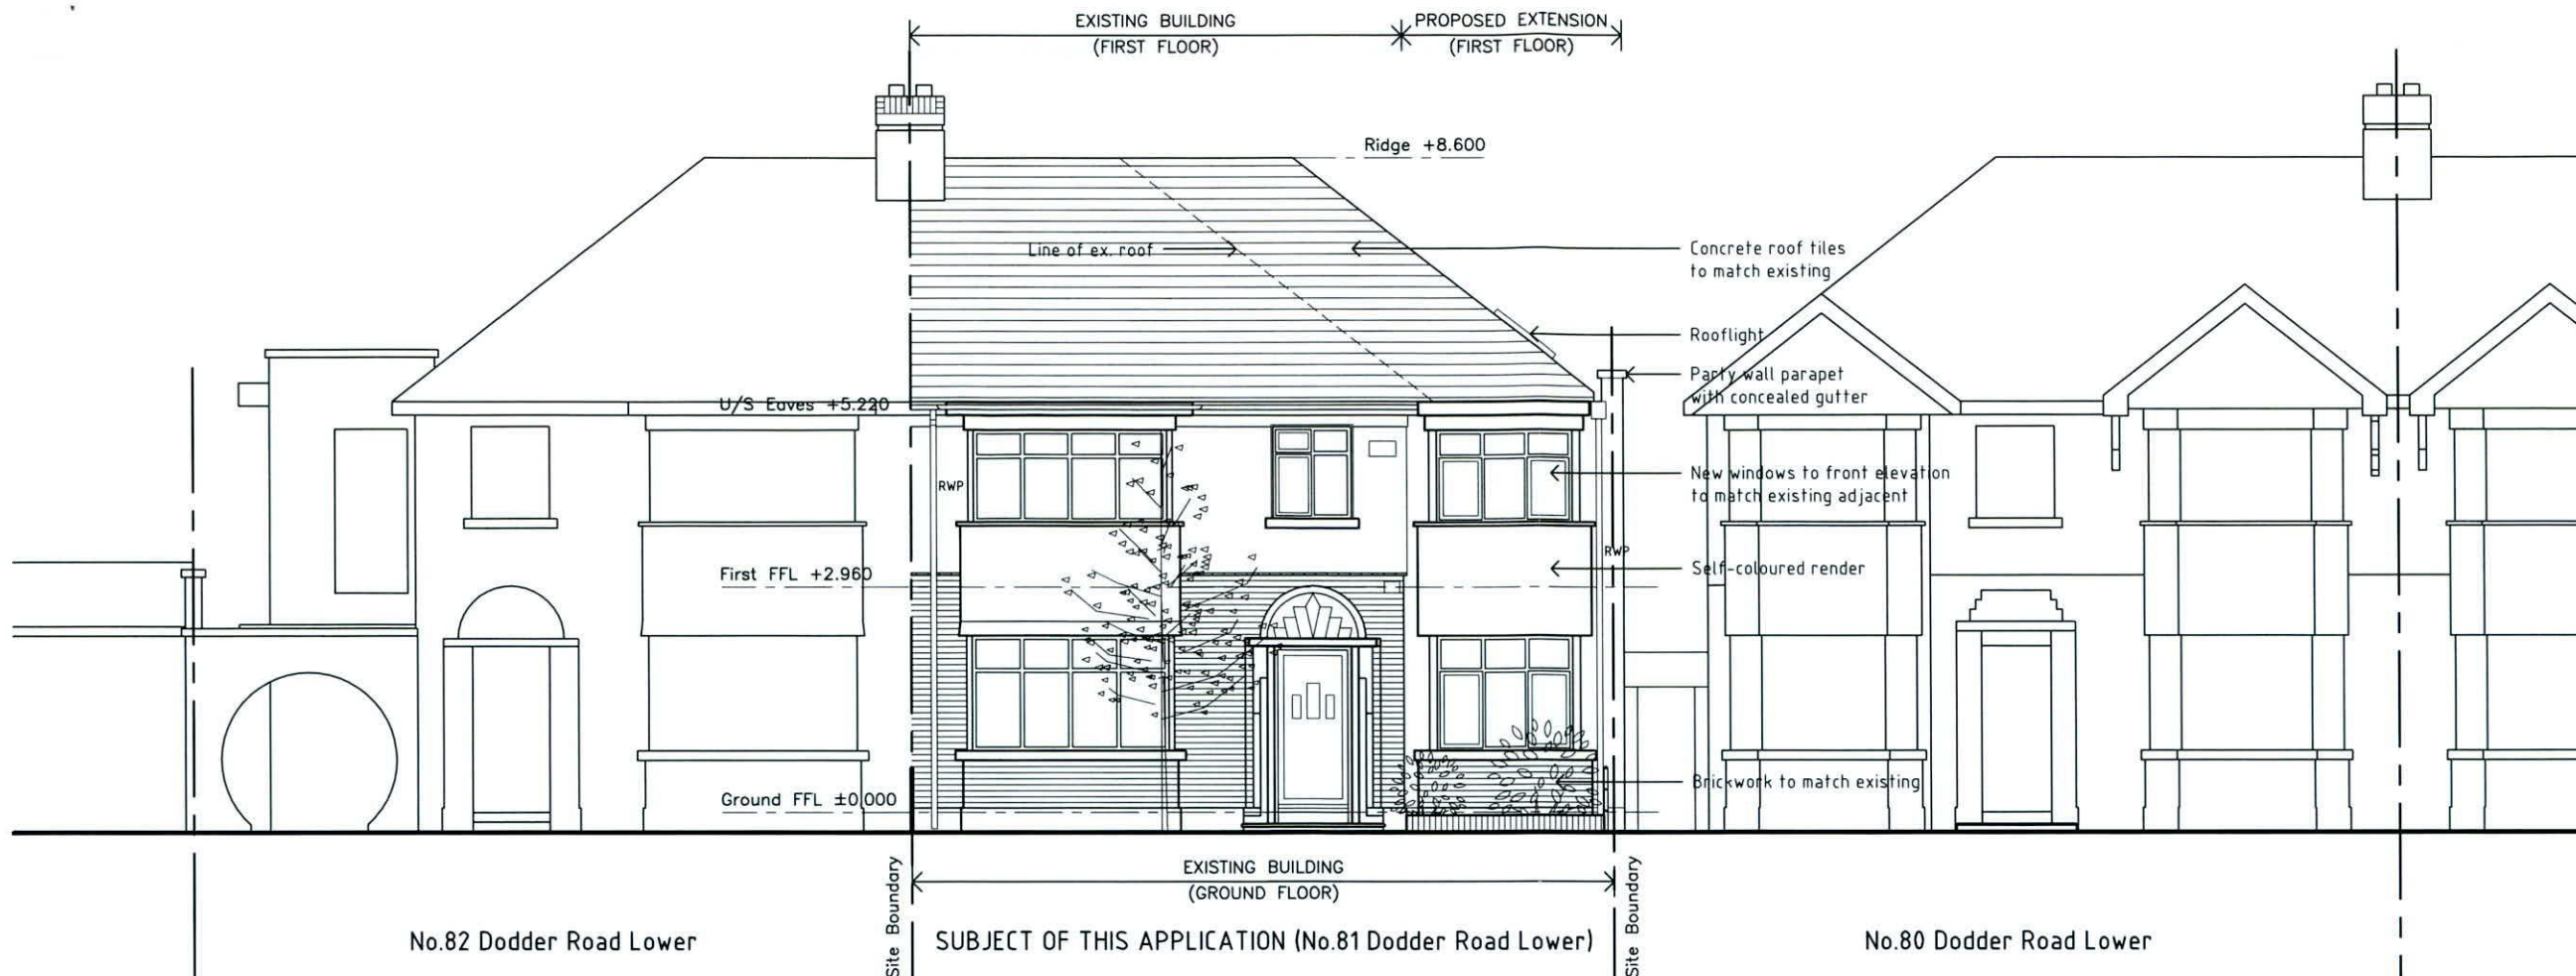 EXISTING BUILDING
(FIRST FLOOR)
PROPOSED EXTENSION
(FIRST FLOOR)
Ridge +8.600
Line of ex. roof
Concrete roof tiles
to match existing
Rooflight
Party wall parapet
with concealed gutter
U/S Eaves +5.220
New windows to front elevation
to match existing adjacent
RWP
RWP
Self-coloured render
First FFL +2.960
Brickwork to match existing
Ground FFL ±0.000
Site Boundary
EXISTING BUILDING
(GROUND FLOOR)
Site Boundary
No.82 Dodder Road Lower
SUBJECT OF THIS APPLICATION (No.81 Dodder Road Lower)
No.80 Dodder Road Lower